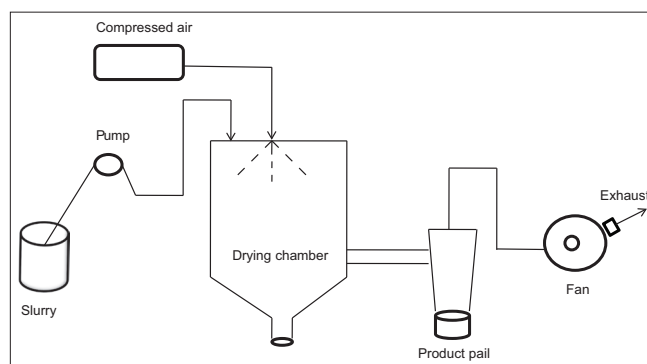 Compressed air
Pump
Exhaust
Drying chamber
Slurry
Fan
Product pail